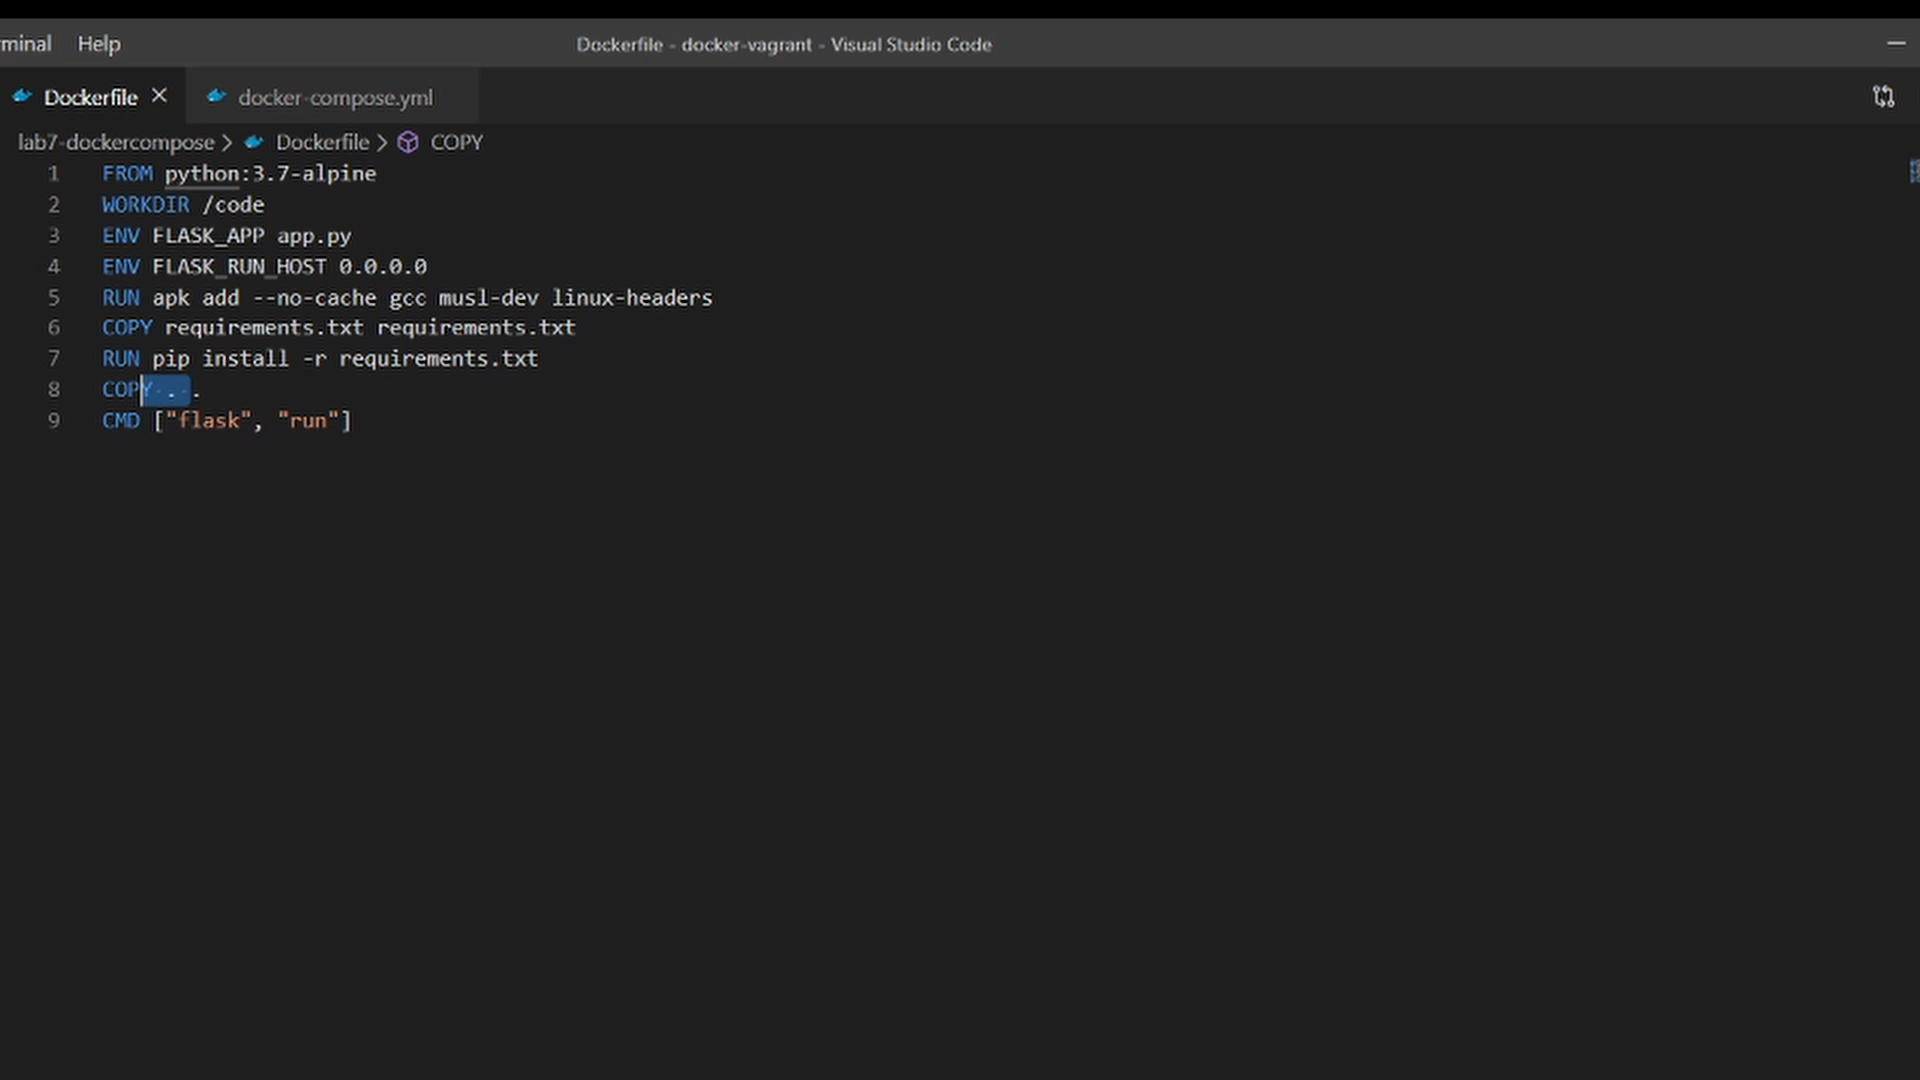 Help
Dockerfile - docker-vagrant - Visual Studio Code
Dockerfile
docker-compose.yml
lab7-dockercompose > Dockerfile > COPY
1 FROM python:3.7-alpine
2 WORKDIR /code
3 ENV FLASK_APP app.py
4 ENV FLASK_RUN_HOST 0.0.0.0
5 RUN apk add --no-cache gcc musl-dev linux-headers
6 COPY requirements.txt requirements.txt
7 RUN pip install -r requirements.txt
8 COPY . .
9 CMD ["flask", "run"]